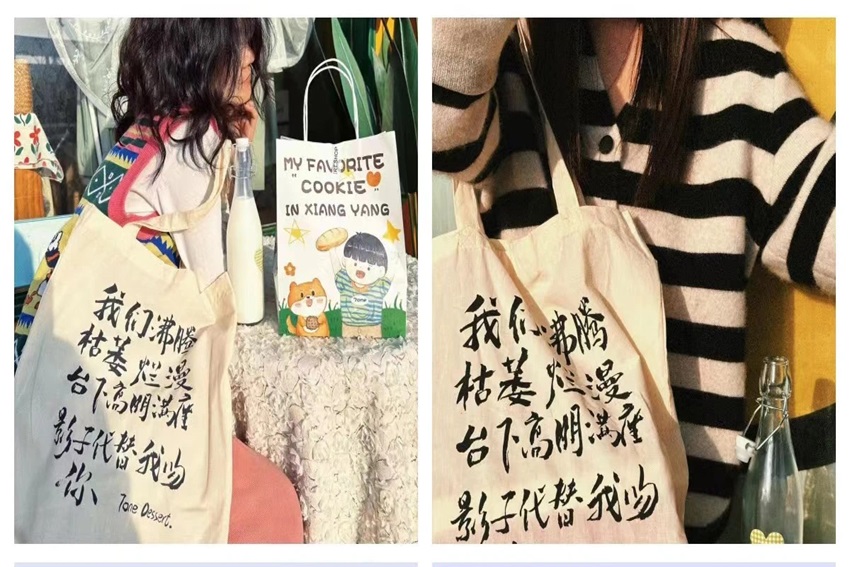 我们沸腾
枯萎烂漫
台下高朋满座
影子代替我吻
你
Tone Dessert.
MY FAVORITE
"COOKIE"
IN XIANG YANG
我们沸腾
枯萎烂漫
台下高朋满座
影子代替我吻